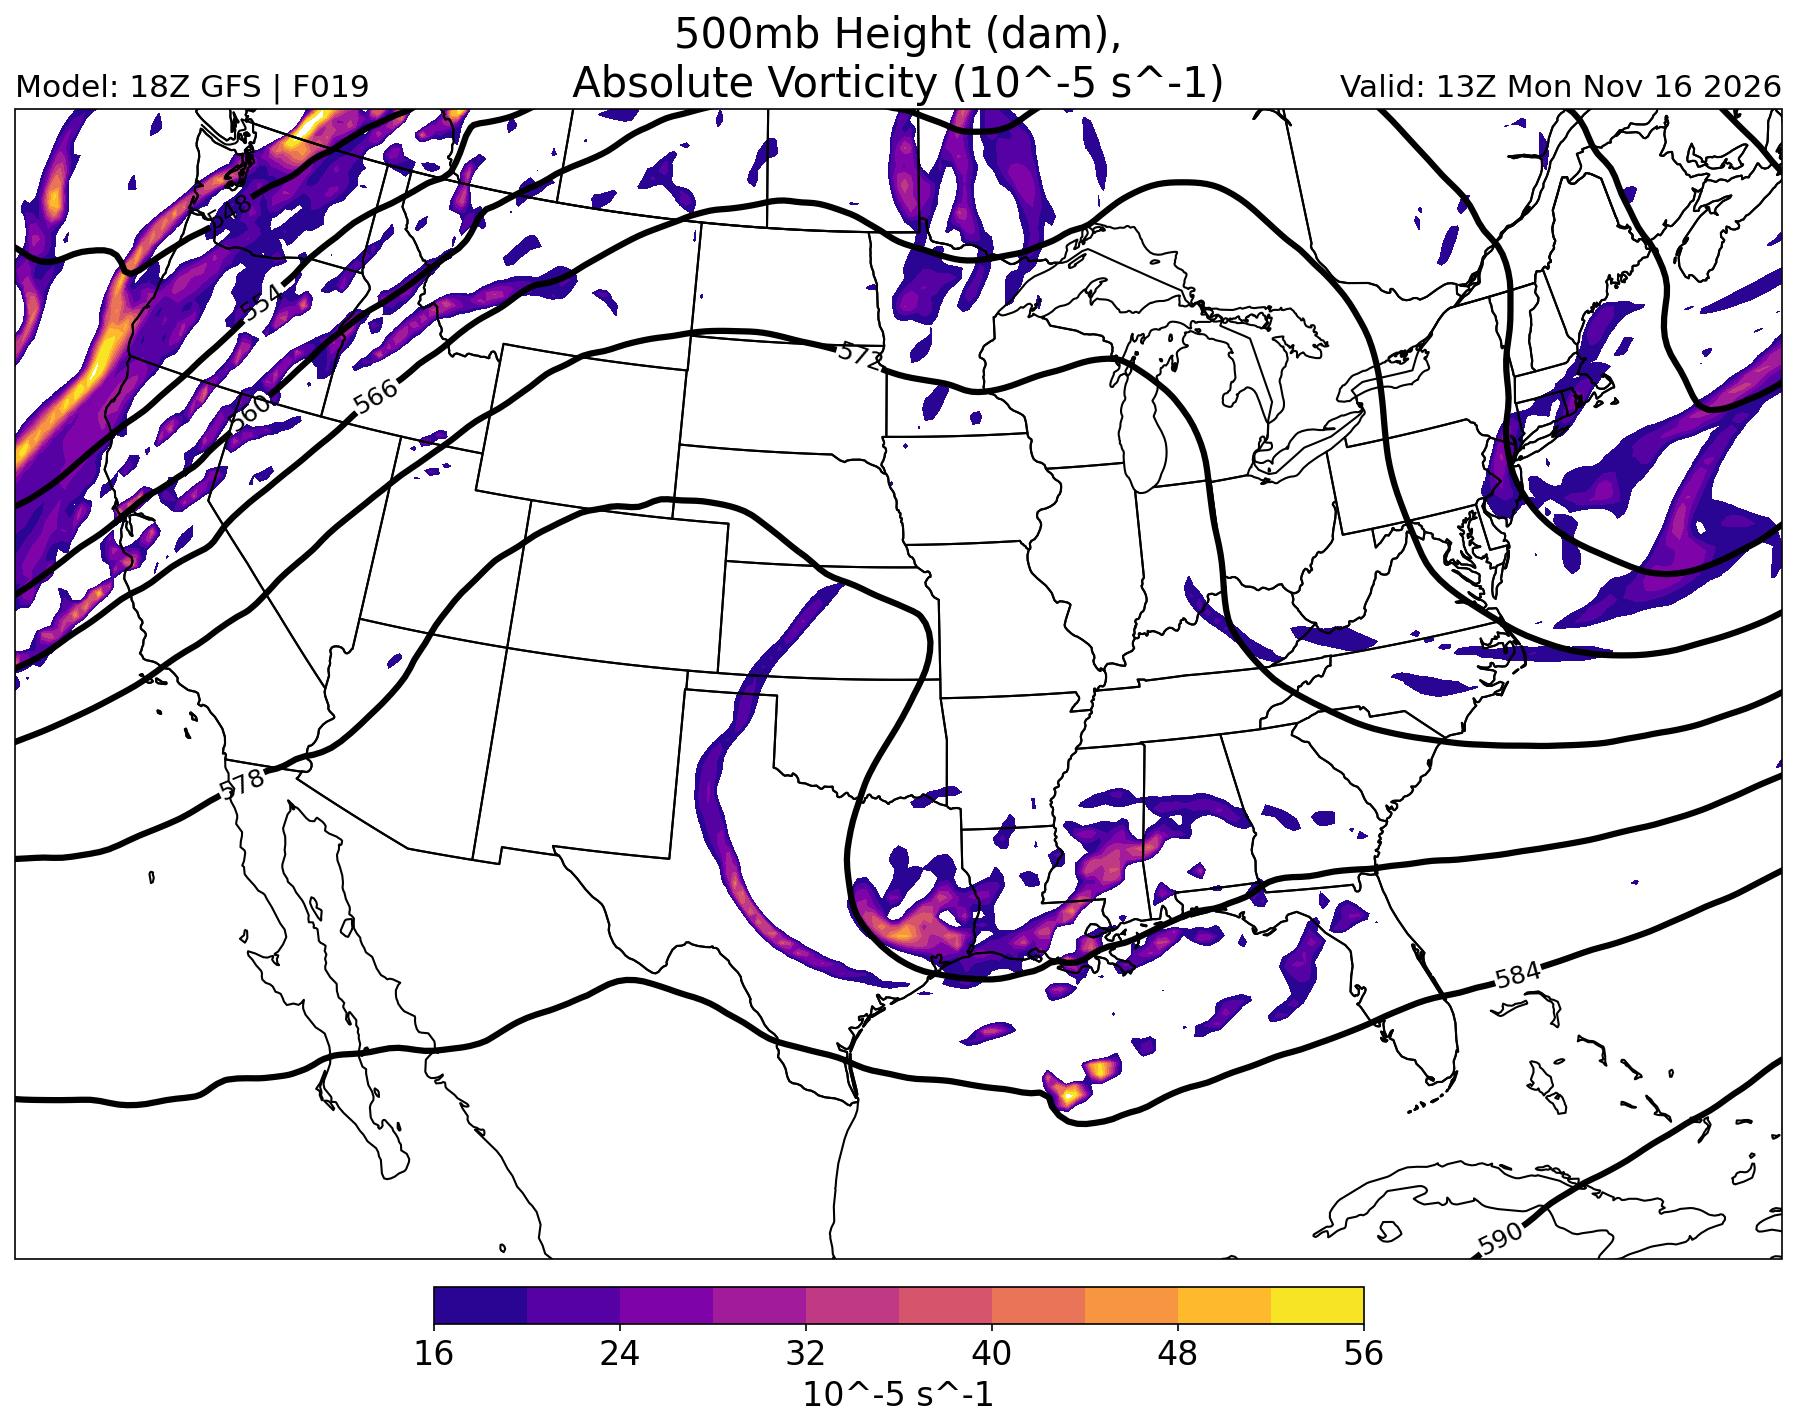 500mb Height (dam),
Absolute Vorticity (10^-5 s^-1)
Model: 18Z GFS | F019
Valid: 13Z Mon Nov 16 2026
548
554
560
566
572
578
584
590
16 24 32 40 48 56
10^-5 s^-1